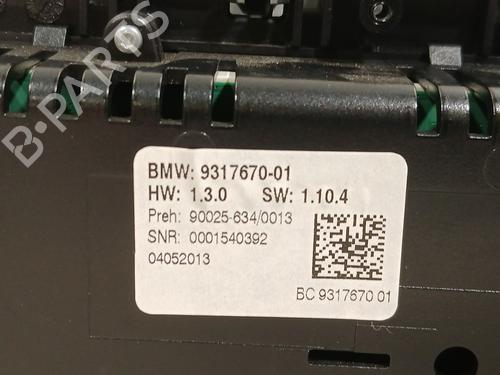 B-PARTS
BMW: 9317670-01
HW: 1.3.0 SW: 1.10.4
Preh: 90025-634/0013
SNR: 0001540392
04052013
BC 9317670 01